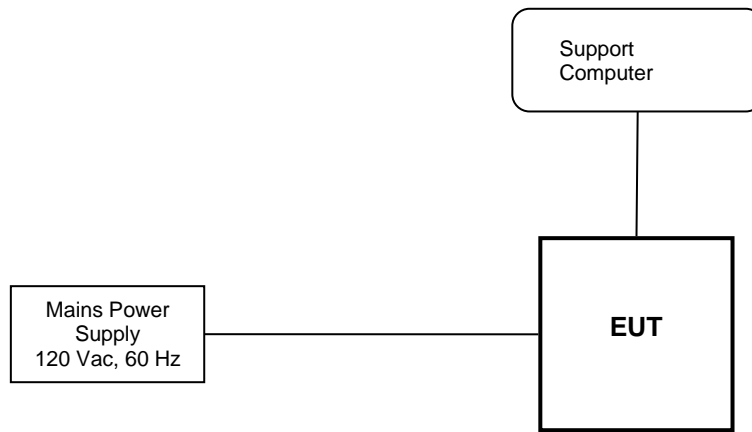 Support
Computer
Mains Power
Supply
120 Vac, 60 Hz
EUT